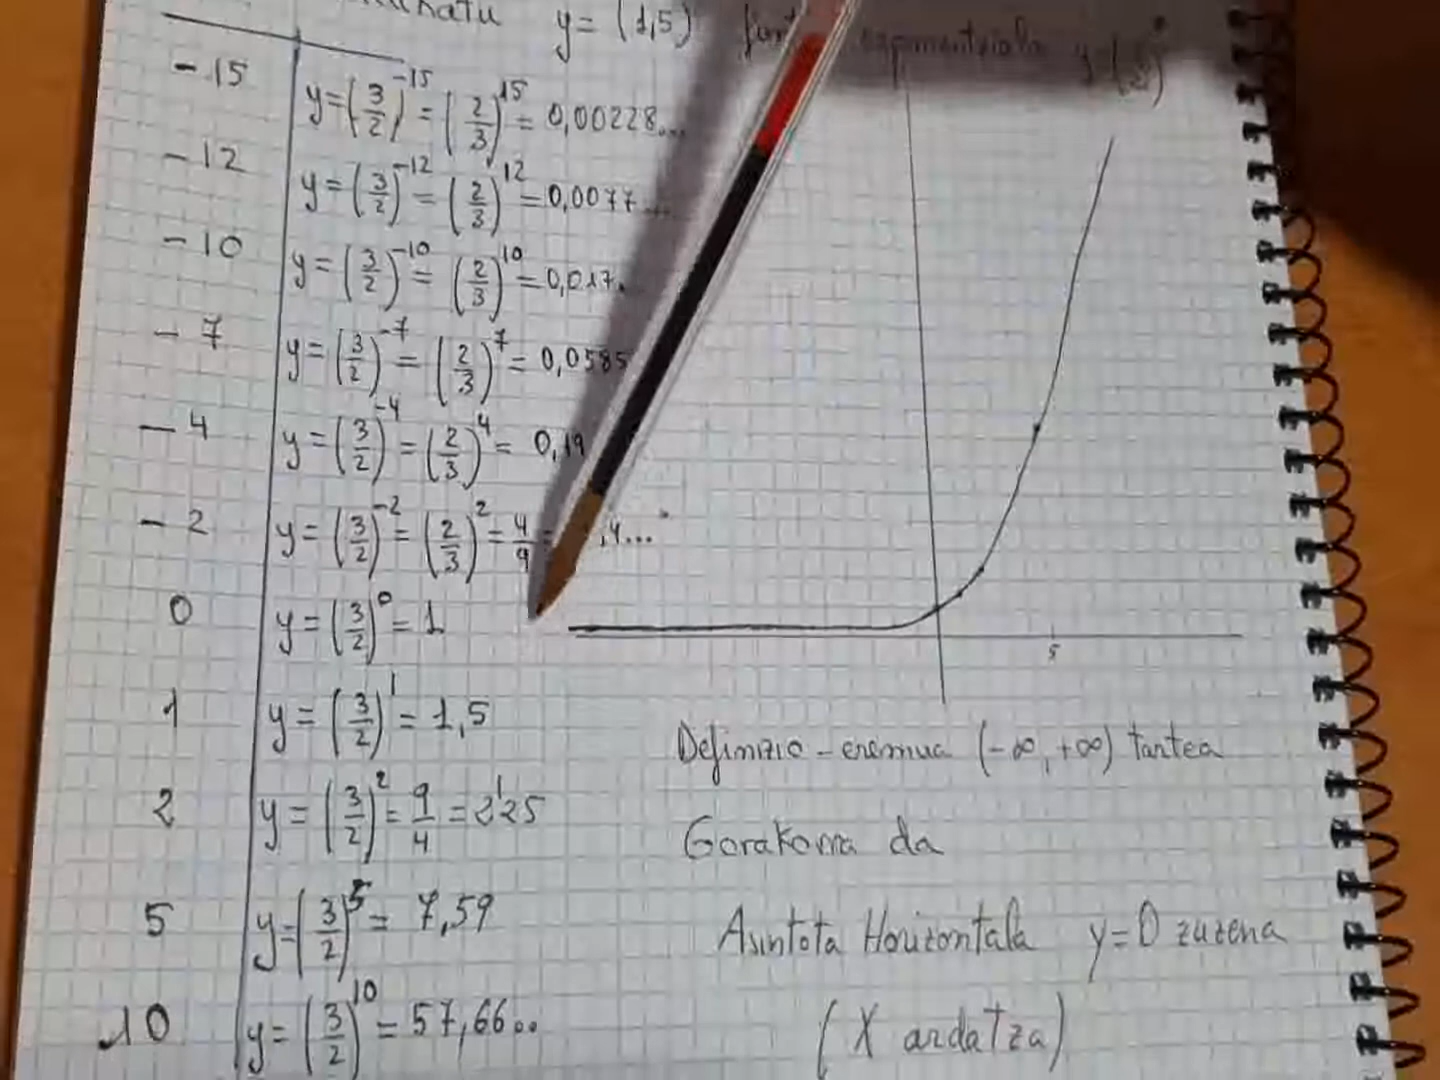 y = (1,5) funtzio esponentziala
-15 y = (3/2)^-15 = (2/3)^15 = 0,00228...
-12 y = (3/2)^-12 = (2/3)^12 = 0,0077...
-10 y = (3/2)^-10 = (2/3)^10 = 0,017.
-7 y = (3/2)^-7 = (2/3)^7 = 0,0585
-4 y = (3/2)^-4 = (2/3)^4 = 0,19
-2 y = (3/2)^-2 = (2/3)^2 = 4/9 = ,4...
0 y = (3/2)^0 = 1
1 y = (3/2)^1 = 1,5
2 y = (3/2)^2 = 9/4 = 2'25
5 y = (3/2)^5 = 7,59
10 y = (3/2)^10 = 57,66..
5
Definizio-eremua (-∞,+∞) tartea
Gorakorra da
Asintota Horizontala y=0 zuzena
(X ardatza)